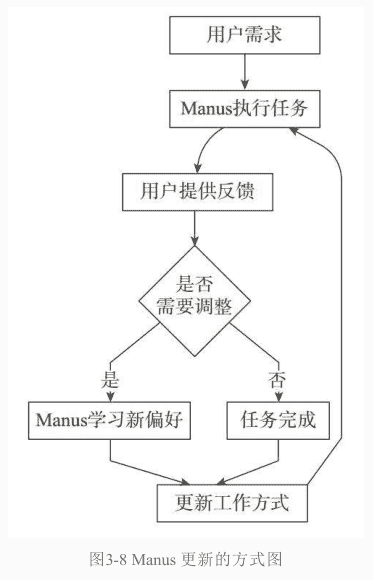 用户需求
Manus执行任务
用户提供反馈
是否
需要调整
是
否
Manus学习新偏好
任务完成
更新工作方式
图3-8 Manus 更新的方式图